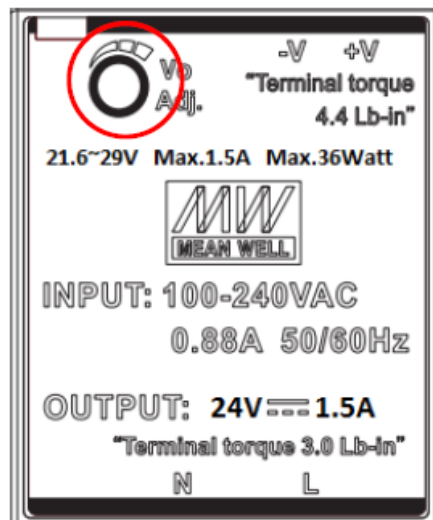 -V +V
Vo
Adj.
"Terminal torque
4.4 Lb-in"
21.6~29V Max.1.5A Max.36Watt
MW
MEAN WELL
INPUT: 100-240VAC
0.88A 50/60Hz
OUTPUT: 24V⎓1.5A
"Terminal torque 3.0 Lb-in"
N L